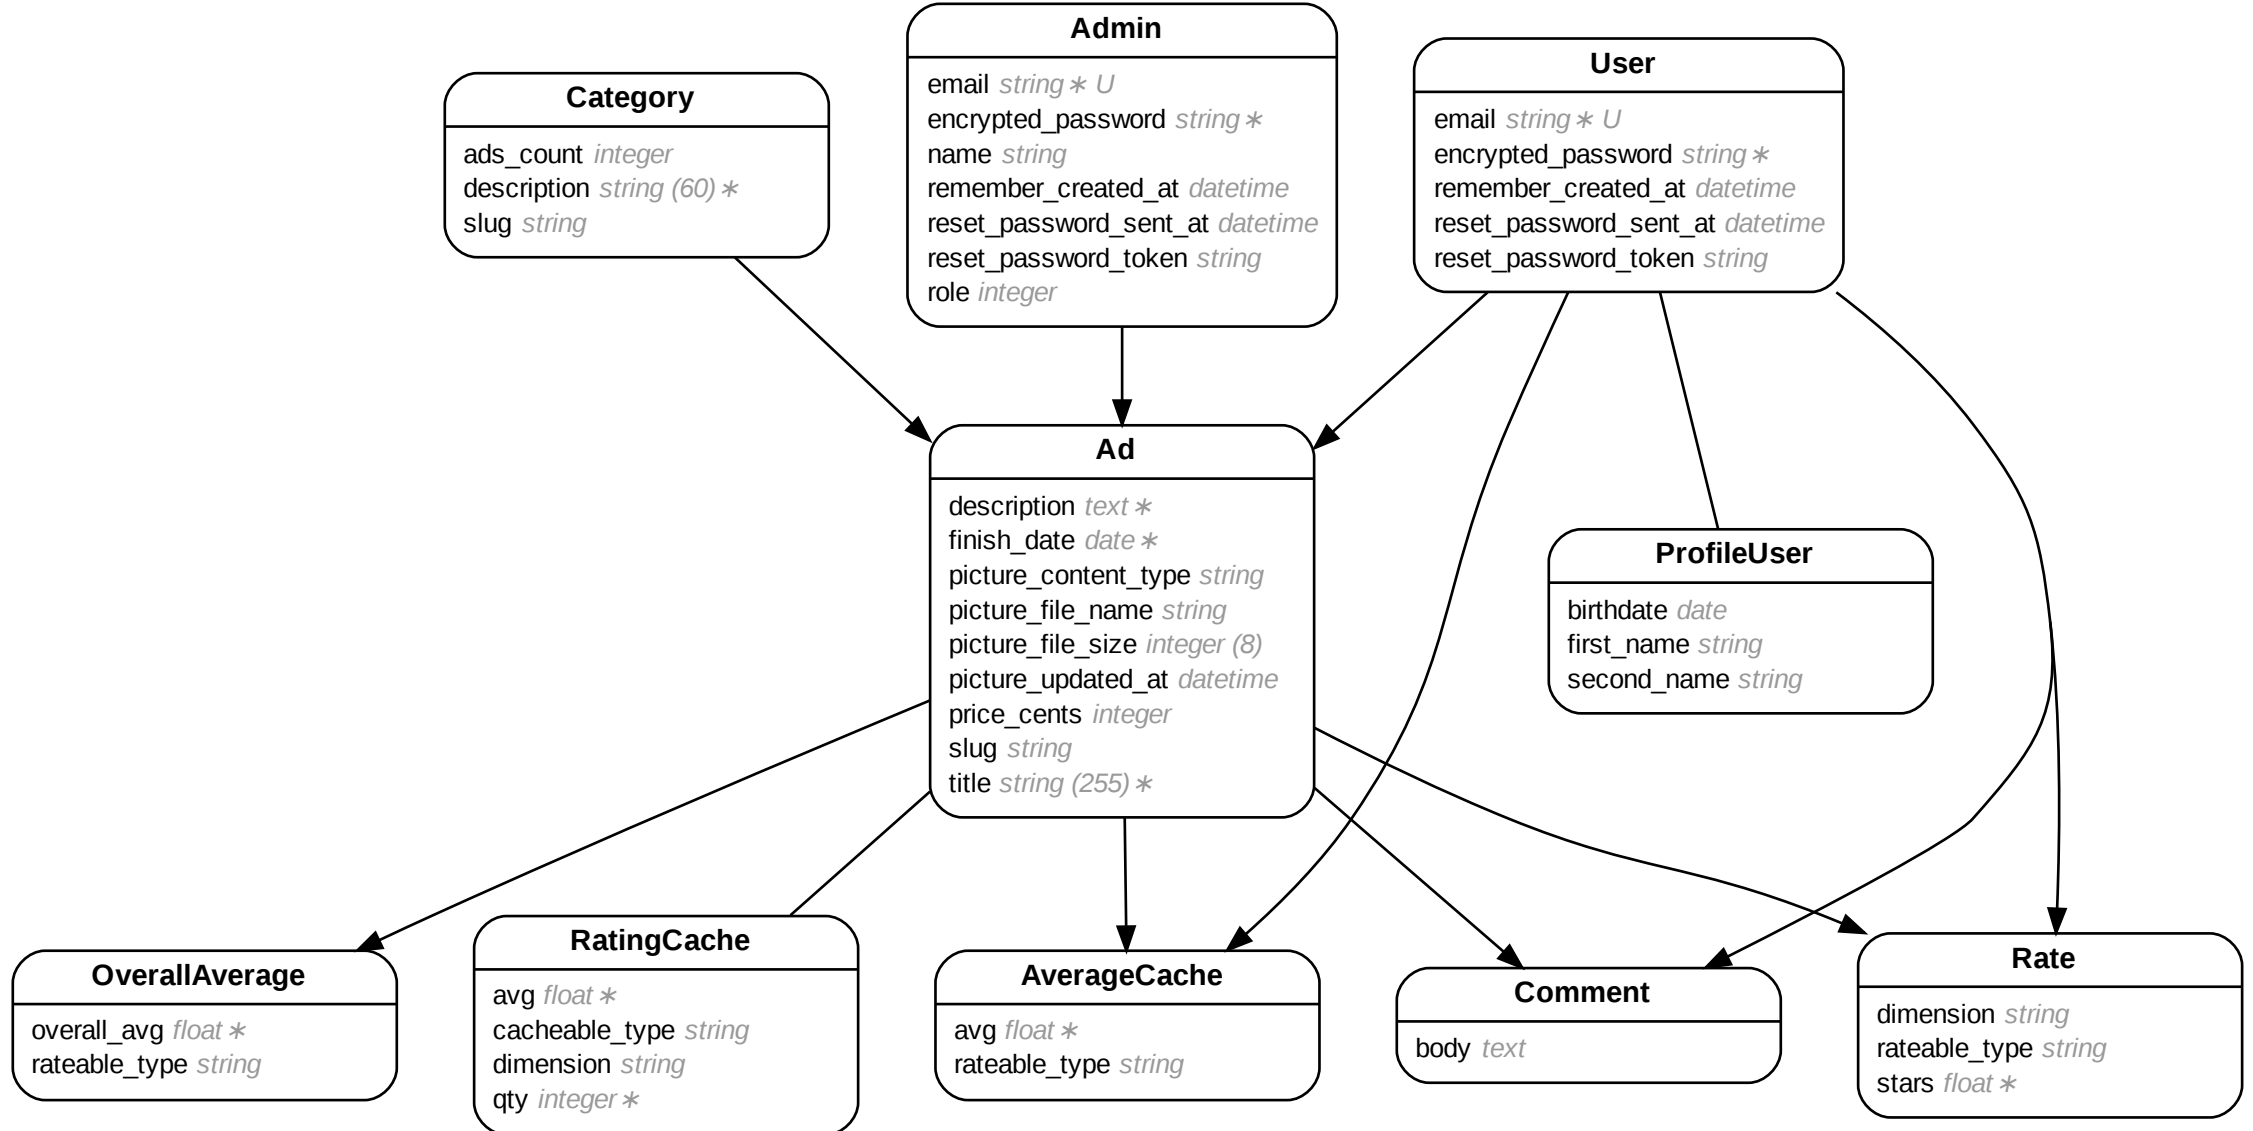 Category
ads_count integer
description string (60) ∗
slug string
Admin
email string ∗ U
encrypted_password string ∗
name string
remember_created_at datetime
reset_password_sent_at datetime
reset_password_token string
role integer
User
email string ∗ U
encrypted_password string ∗
remember_created_at datetime
reset_password_sent_at datetime
reset_password_token string
Ad
description text ∗
finish_date date ∗
picture_content_type string
picture_file_name string
picture_file_size integer (8)
picture_updated_at datetime
price_cents integer
slug string
title string (255) ∗
ProfileUser
birthdate date
first_name string
second_name string
OverallAverage
overall_avg float ∗
rateable_type string
RatingCache
avg float ∗
cacheable_type string
dimension string
qty integer ∗
AverageCache
avg float ∗
rateable_type string
Comment
body text
Rate
dimension string
rateable_type string
stars float ∗